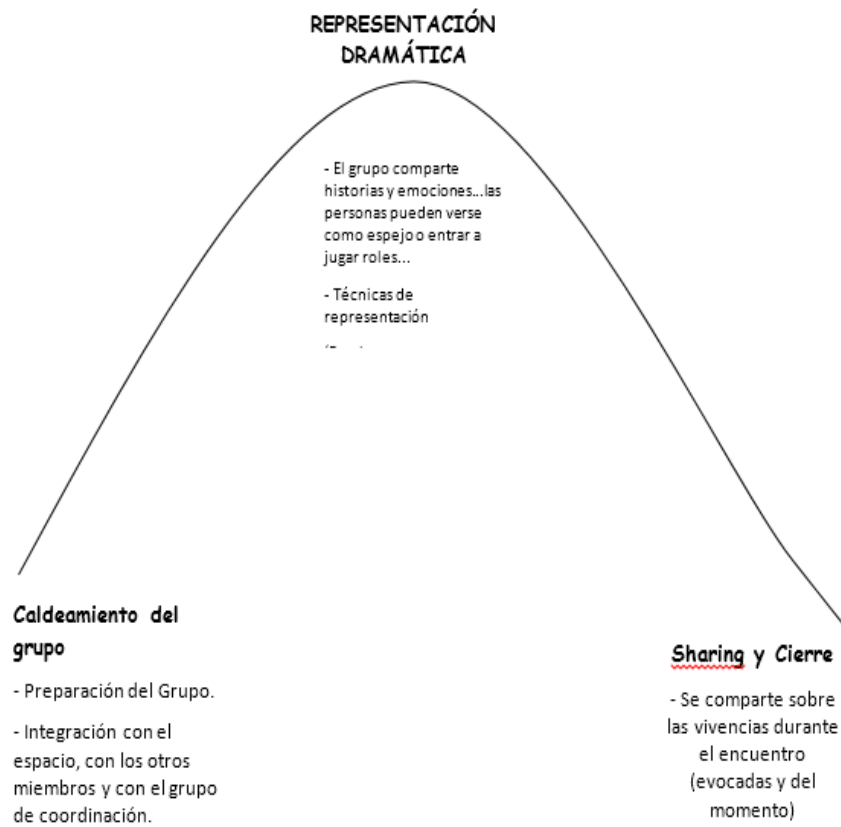 REPRESENTACIÓN
DRAMÁTICA
- El grupo comparte
historias y emociones...las
personas pueden verse
como espejo o entrar a
jugar roles...
- Técnicas de
representación
Caldeamiento del
grupo
- Preparación del Grupo.
- Integración con el
espacio, con los otros
miembros y con el grupo
de coordinación.
Sharing y Cierre
- Se comparte sobre
las vivencias durante
el encuentro
(evocadas y del
momento)